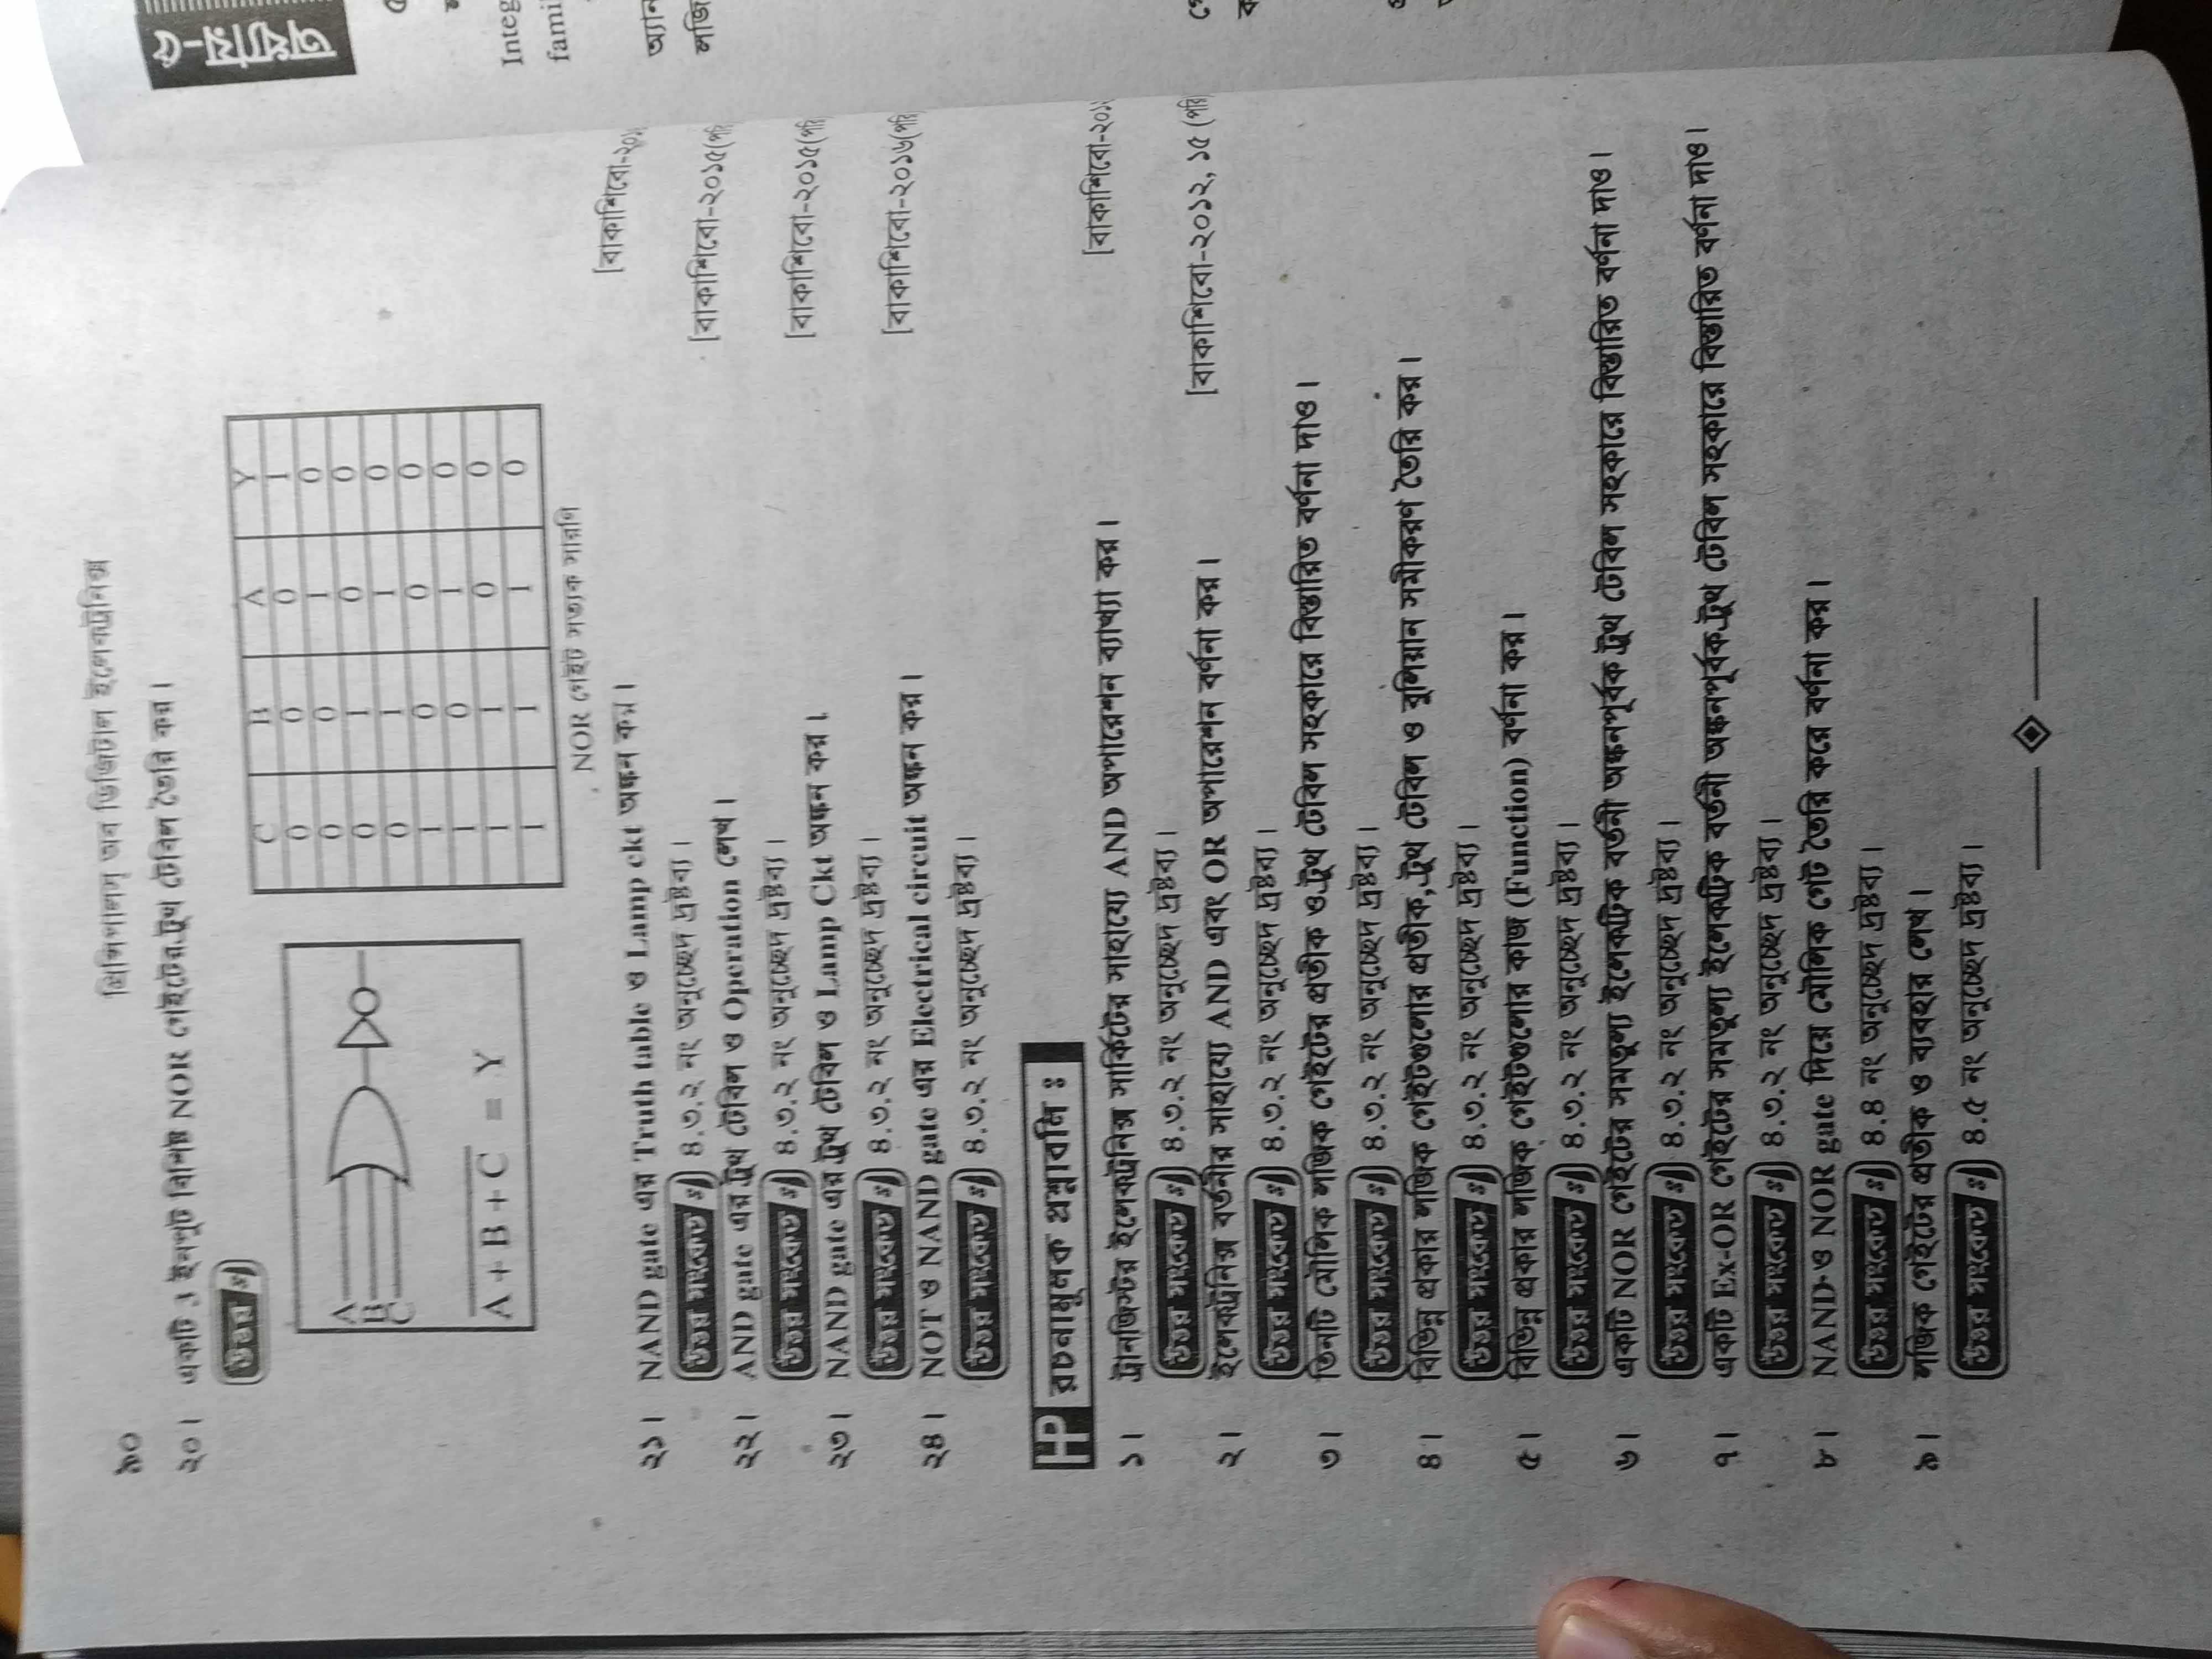 ৯০
প্রিন্সিপালস্ অব ডিজিটাল ইলেকট্রনিক্স
২০। একটি 3 ইনপুট বিশিষ্ট NOR গেইটের ট্রুথ টেবিল তৈরি কর।
উত্তর ঃ
A
B
C
A + B + C = Y
C B A Y
0 0 0 1
0 0 1 0
0 1 0 0
0 1 1 0
1 0 0 0
1 0 1 0
1 1 0 0
1 1 1 0
NOR গেইট সত্যক সারণি
২১। NAND gate এর Truth table ও Lamp ckt অঙ্কন কর। [বাকাশিবো-
উত্তর সংকেত ঃ ৪.৩.২ নং অনুচ্ছেদ দ্রষ্টব্য।
২২। AND gate এর ট্রুথ টেবিল ও Operation লেখ। [বাকাশিবো-২০১৫(পরি
উত্তর সংকেত ঃ ৪.৩.২ নং অনুচ্ছেদ দ্রষ্টব্য।
২৩। NAND gate এর ট্রুথ টেবিল ও Lamp Ckt অঙ্কন কর। [বাকাশিবো-২০১৫(পরি
উত্তর সংকেত ঃ ৪.৩.২ নং অনুচ্ছেদ দ্রষ্টব্য।
২৪। NOT ও NAND gate এর Electrical circuit অঙ্কন কর। [বাকাশিবো-২০১৬(পরি
উত্তর সংকেত ঃ ৪.৩.২ নং অনুচ্ছেদ দ্রষ্টব্য।
HP রচনামূলক প্রশ্নাবলি ঃ
১। ট্রানজিস্টর ইলেকট্রনিক্স সার্কিটের সাহায্যে AND অপারেশন ব্যাখ্যা কর। [বাকাশিবো-
উত্তর সংকেত ঃ ৪.৩.২ নং অনুচ্ছেদ দ্রষ্টব্য।
২। ইলেকট্রনিক্স বর্তনীর সাহায্যে AND এবং OR অপারেশন বর্ণনা কর। [বাকাশিবো-২০১২, ১৫ (পরি
উত্তর সংকেত ঃ ৪.৩.২ নং অনুচ্ছেদ দ্রষ্টব্য।
৩। তিনটি মৌলিক লজিক গেইটের প্রতীক ও ট্রুথ টেবিল সহকারে বিস্তারিত বর্ণনা দাও।
উত্তর সংকেত ঃ ৪.৩.২ নং অনুচ্ছেদ দ্রষ্টব্য।
৪। বিভিন্ন প্রকার লজিক গেইটগুলোর প্রতীক, ট্রুথ টেবিল ও বুলিয়ান সমীকরণ তৈরি কর।
উত্তর সংকেত ঃ ৪.৩.২ নং অনুচ্ছেদ দ্রষ্টব্য।
৫। বিভিন্ন প্রকার লজিক গেইটগুলোর কাজ (Function) বর্ণনা কর।
উত্তর সংকেত ঃ ৪.৩.২ নং অনুচ্ছেদ দ্রষ্টব্য।
৬। একটি NOR গেইটের সমতুল্য ইলেকট্রিক বর্তনী অঙ্কনপূর্বক ট্রুথ টেবিল সহকারে বিস্তারিত বর্ণনা দাও।
উত্তর সংকেত ঃ ৪.৩.২ নং অনুচ্ছেদ দ্রষ্টব্য।
৭। একটি Ex-OR গেইটের সমতুল্য ইলেকট্রিক বর্তনী অঙ্কনপূর্বক ট্রুথ টেবিল সহকারে বিস্তারিত বর্ণনা দাও।
উত্তর সংকেত ঃ ৪.৩.২ নং অনুচ্ছেদ দ্রষ্টব্য।
৮। NAND ও NOR gate দিয়ে মৌলিক গেট তৈরি করে বর্ণনা কর।
উত্তর সংকেত ঃ ৪.৪ নং অনুচ্ছেদ দ্রষ্টব্য।
৯। লজিক গেইটের প্রতীক ও ব্যবহার লেখ।
উত্তর সংকেত ঃ ৪.৫ নং অনুচ্ছেদ দ্রষ্টব্য।
অধ্যায়-৫
Integ
fami
অ্যান
লজি